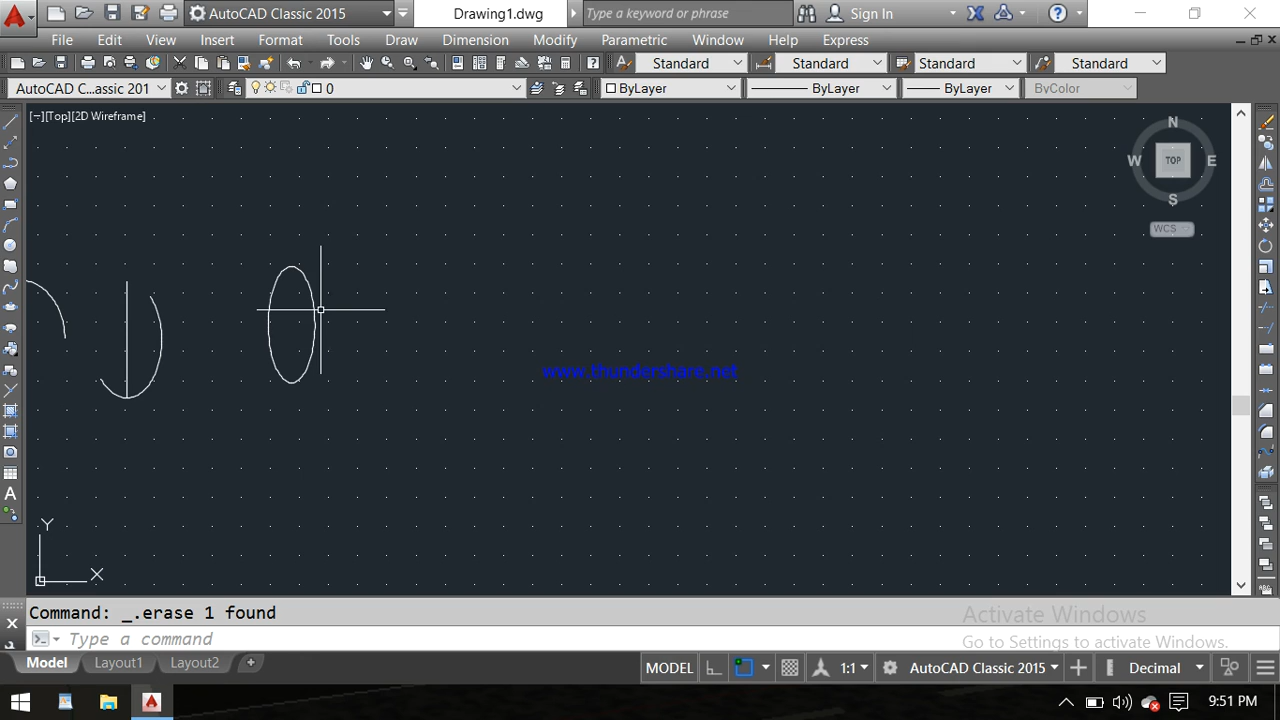 AutoCAD Classic 2015
Drawing1.dwg
Type a keyword or phrase
Sign In
File Edit View Insert Format Tools Draw Dimension Modify Parametric Window Help Express
Standard Standard Standard Standard
AutoCAD C...assic 201 0 ByLayer ByLayer ByLayer ByColor
[−][Top][2D Wireframe]
N
W TOP E
S
WCS
www.thundershare.net
Y
X
Command: _.erase 1 found
Type a command
Activate Windows
Go to Settings to activate Windows.
Model Layout1 Layout2 MODEL 1:1 AutoCAD Classic 2015 Decimal
9:51 PM